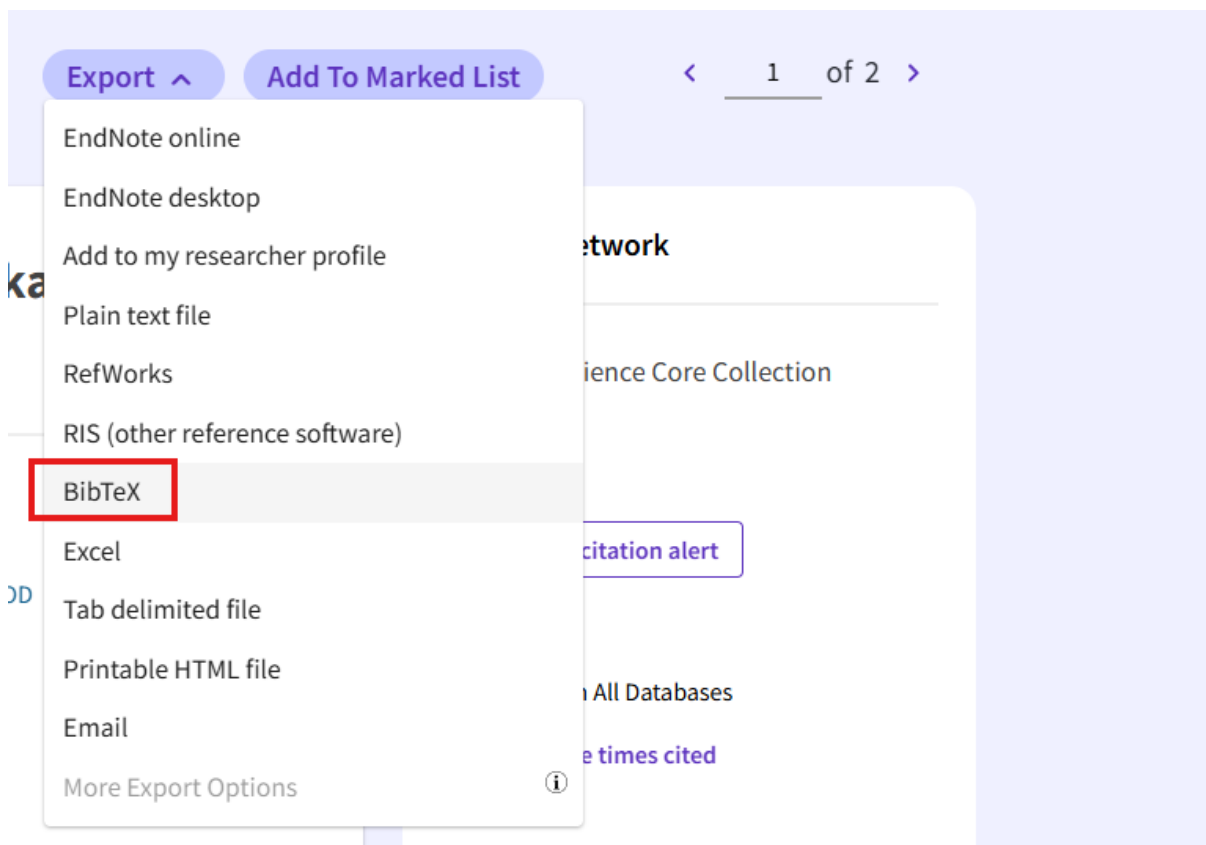 Export
Add To Marked List
1 of 2
EndNote online
EndNote desktop
Add to my researcher profile
Plain text file
RefWorks
RIS (other reference software)
BibTeX
Excel
Tab delimited file
Printable HTML file
Email
More Export Options
ka
OD
etwork
ience Core Collection
citation alert
All Databases
e times cited